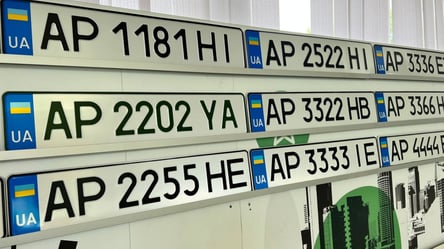 UA AP 1181 HI UA AP 2522 HI UA AP 3336
UA AP 2202 YA UA AP 3322 HB UA AP 3366
UA AP 2255 HE UA AP 3333 IE UA AP 4444